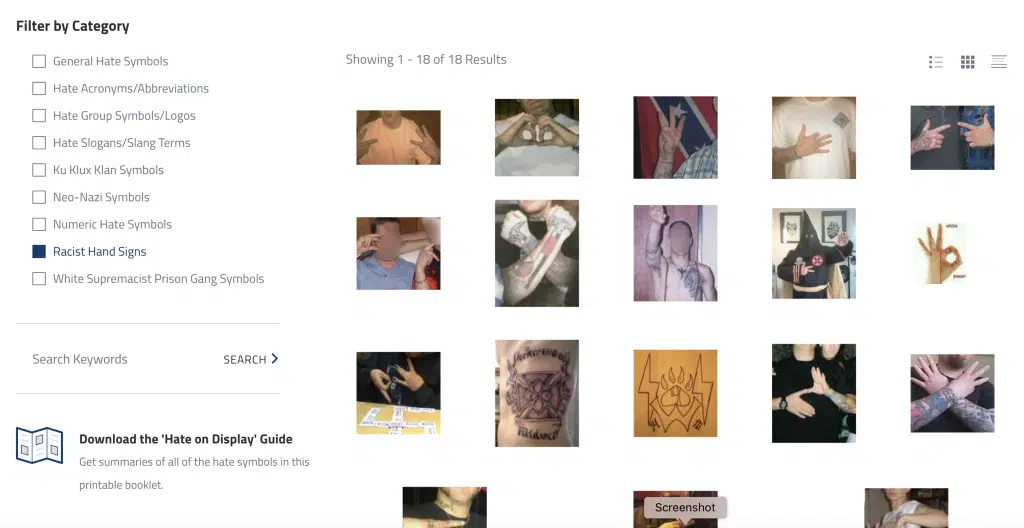 Filter by Category
General Hate Symbols
Hate Acronyms/Abbreviations
Hate Group Symbols/Logos
Hate Slogans/Slang Terms
Ku Klux Klan Symbols
Neo-Nazi Symbols
Numeric Hate Symbols
Racist Hand Signs
White Supremacist Prison Gang Symbols
Search Keywords
SEARCH
Download the 'Hate on Display' Guide
Get summaries of all of the hate symbols in this
printable booklet.
Showing 1 - 18 of 18 Results
white
Screenshot